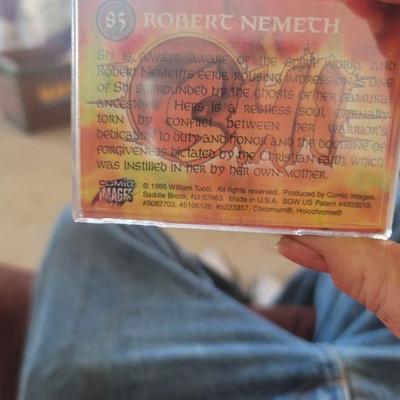 85 ROBERT NEMETH
Shi is always aware of the spirit world, and
Robert Nemeth's eerie, rousing impression is one
of Shi surrounded by the ghosts of her samurai
ancestors. Hers is a restless soul eternally
torn by conflict between her warrior's
dedication to duty and honor and the doctrine of
forgiveness dictated by the Christian faith, which
was instilled in her by her own mother.
COMIC IMAGES
© 1995 William Tucci. All rights reserved. Produced by Comic Images,
Saddle Brook, NJ 07663. Made in U.S.A. SGW US Patent #4933218,
#5082703, #5106126, #5223357, Chromium®, Holochrome®